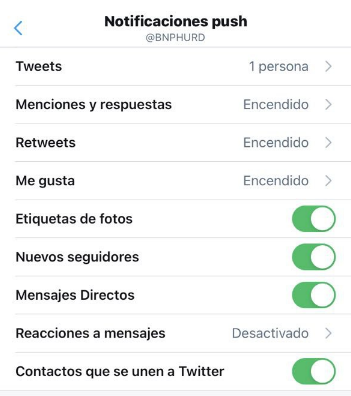 Notificaciones push
@BNPHURD
Tweets 1 persona
Menciones y respuestas Encendido
Retweets Encendido
Me gusta Encendido
Etiquetas de fotos
Nuevos seguidores
Mensajes Directos
Reacciones a mensajes Desactivado
Contactos que se unen a Twitter